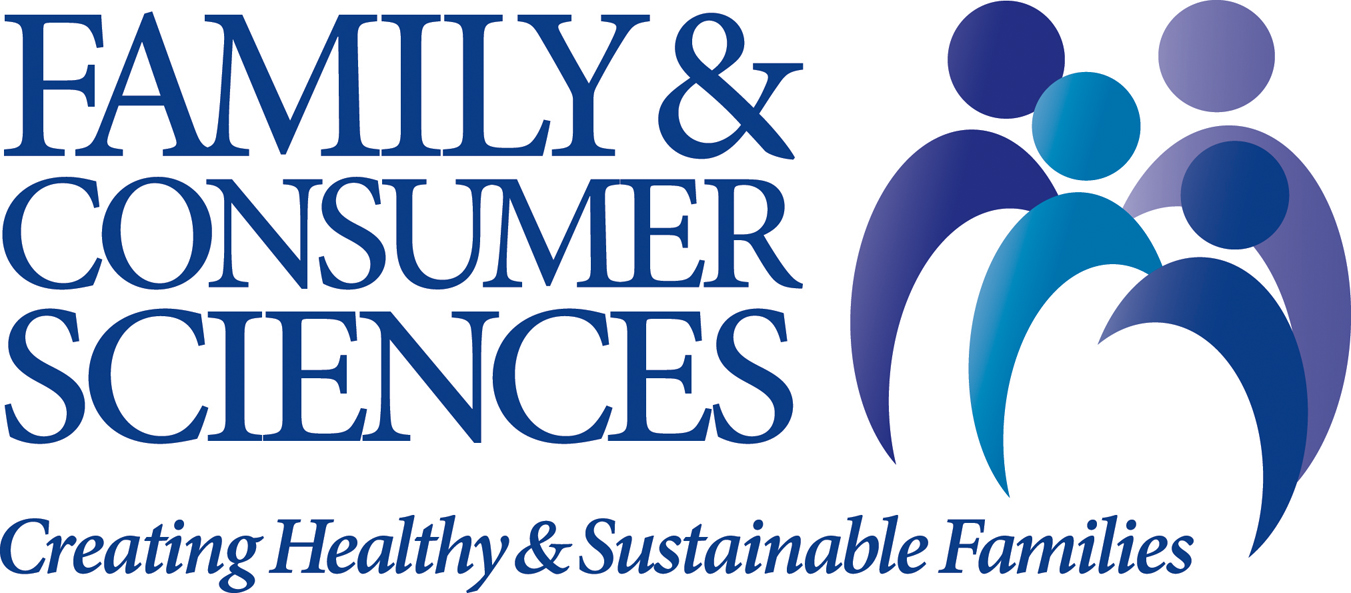 FAMILY &
CONSUMER
SCIENCES
Creating Healthy & Sustainable Families